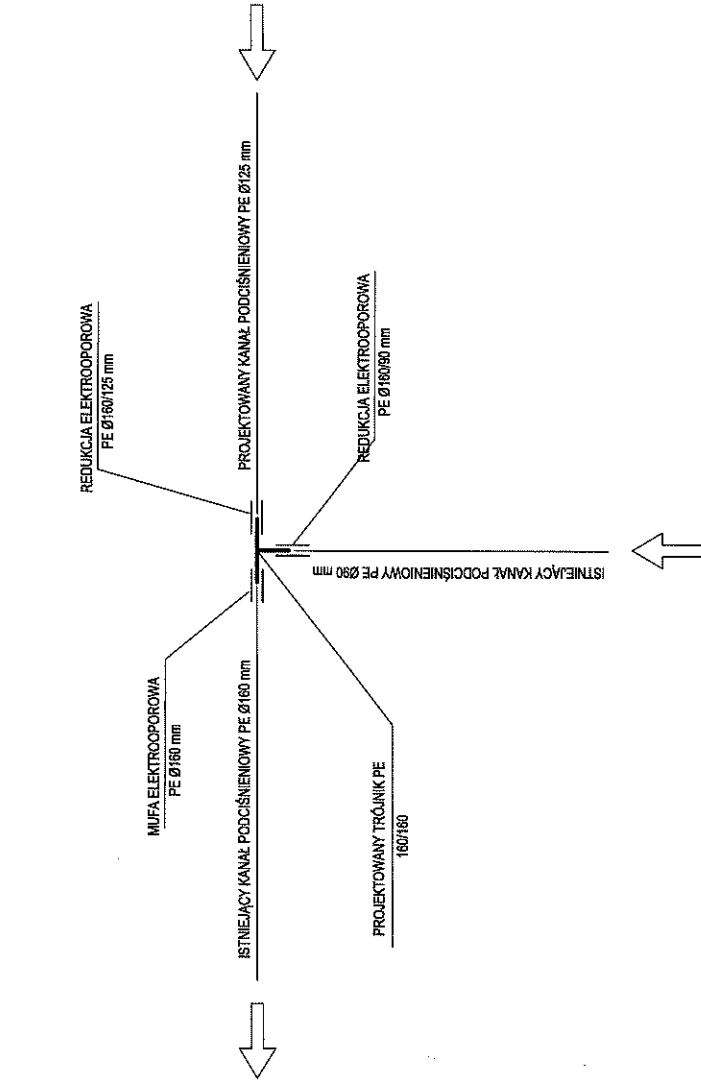 MUFA ELEKTROOPOROWA
PE Ø160 mm
REDUKCJA ELEKTROOPOROWA
PE Ø160/125 mm
ISTNIEJĄCY KANAŁ PODCIŚNIENIOWY PE Ø160 mm
PROJEKTOWANY KANAŁ PODCIŚNIENIOWY PE Ø125 mm
PROJEKTOWANY TRÓJNIK PE
160/160
ISTNIEJĄCY KANAŁ PODCIŚNIENIOWY PE Ø90 mm
REDUKCJA ELEKTROOPOROWA
PE Ø160/90 mm